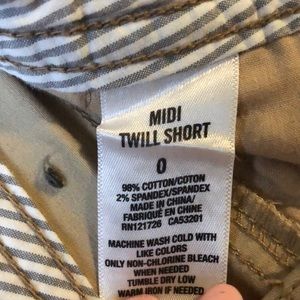 MIDI
TWILL SHORT
0
98% COTTON/COTON
2% SPANDEX/SPANDEX
MADE IN CHINA/
FABRIQUÉ EN CHINE
RN121726 CA53201
MACHINE WASH COLD WITH
LIKE COLORS
ONLY NON-CHLORINE BLEACH
WHEN NEEDED
TUMBLE DRY LOW
WARM IRON IF NEEDED